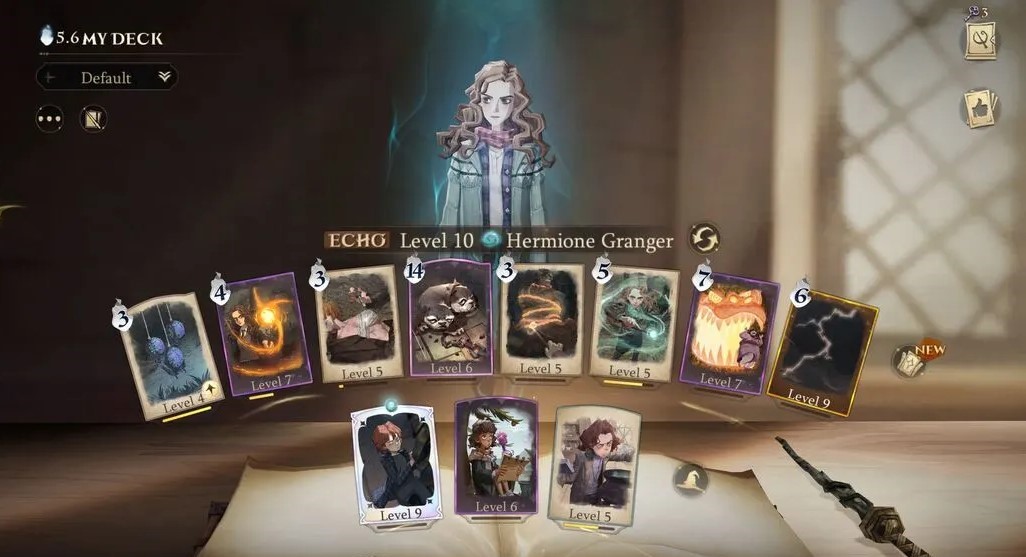 3
5.6 MY DECK
Default
ECHO Level 10 Hermione Granger
3
4
3
14
3
5
7
6
Level 4
Level 7
Level 5
Level 6
Level 5
Level 5
Level 7
Level 9
NEW
Level 9
Level 6
Level 5